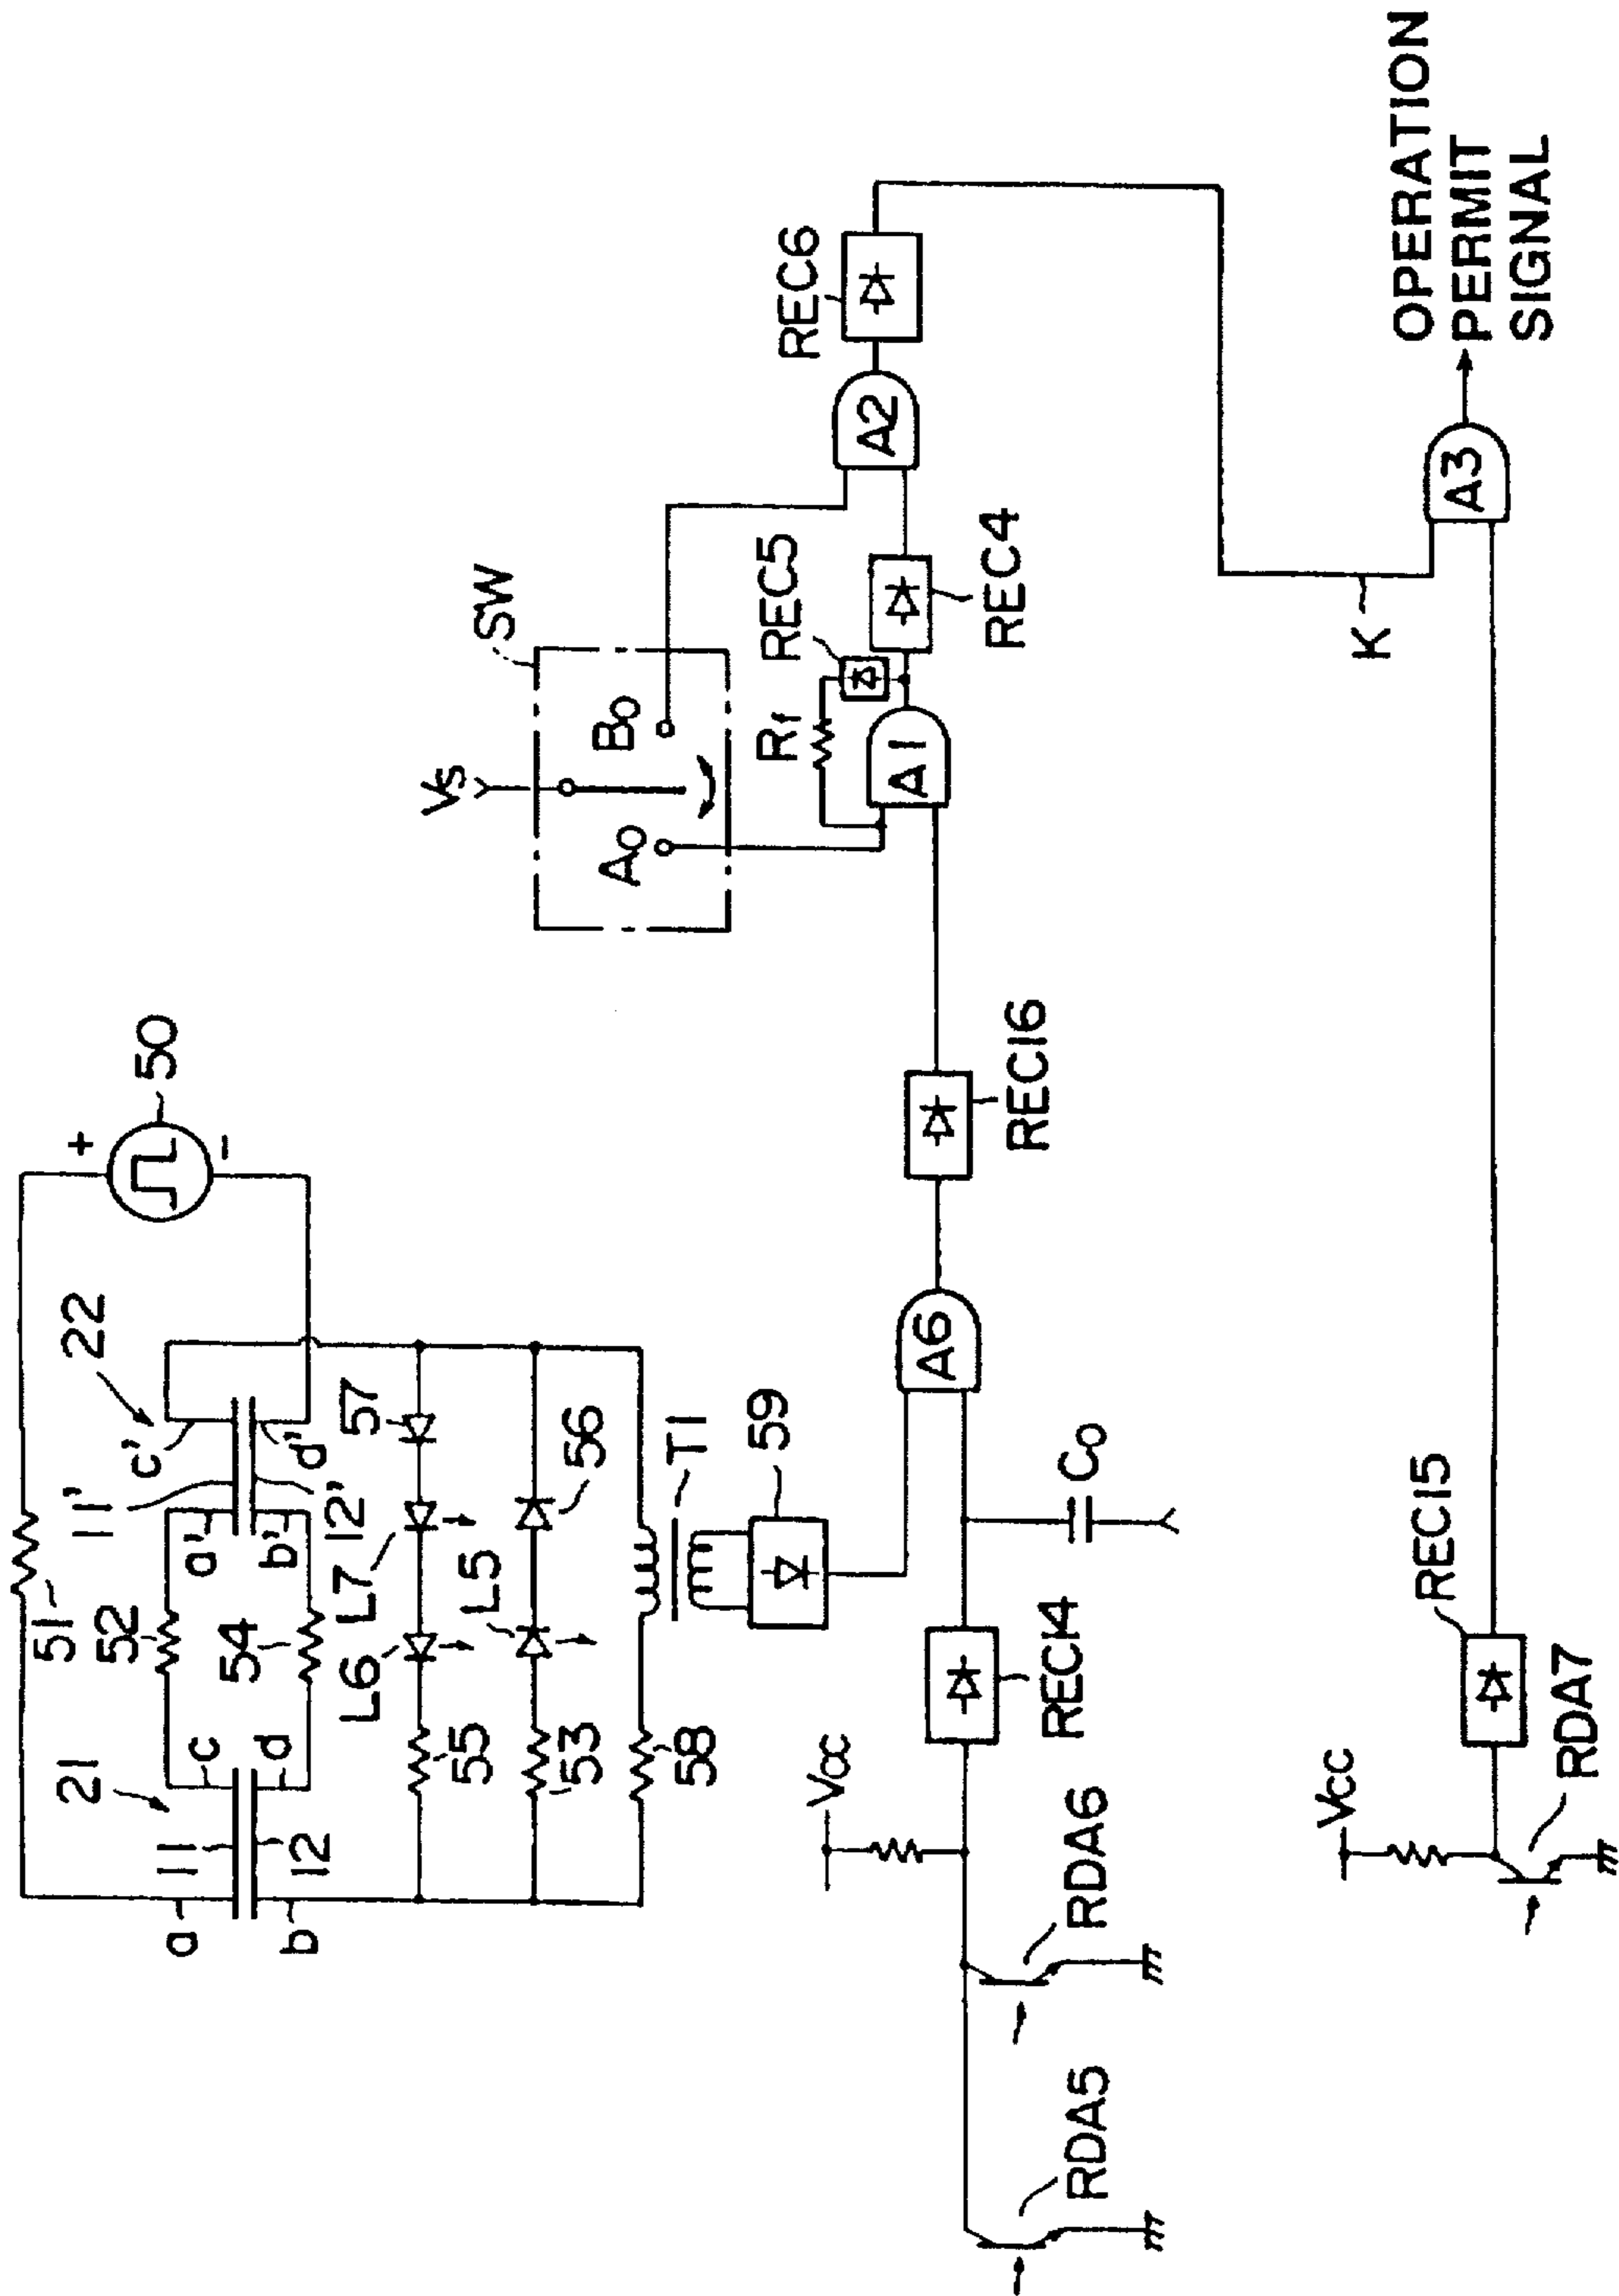 50
+
−
51
22
c'
d'
11'
12'
a'
b'
52
54
21
11
12
c
d
a
b
57
L7
L6
55
56
L5
53
T1
58
59
SW
Vs
Ao
Bo
Rf
REC5
A1
REC4
A2
REC6
REC16
A6
Co
REC14
Vcc
RDA6
RDA5
K
A3
OPERATION
PERMIT
SIGNAL
REC15
Vcc
RDA7